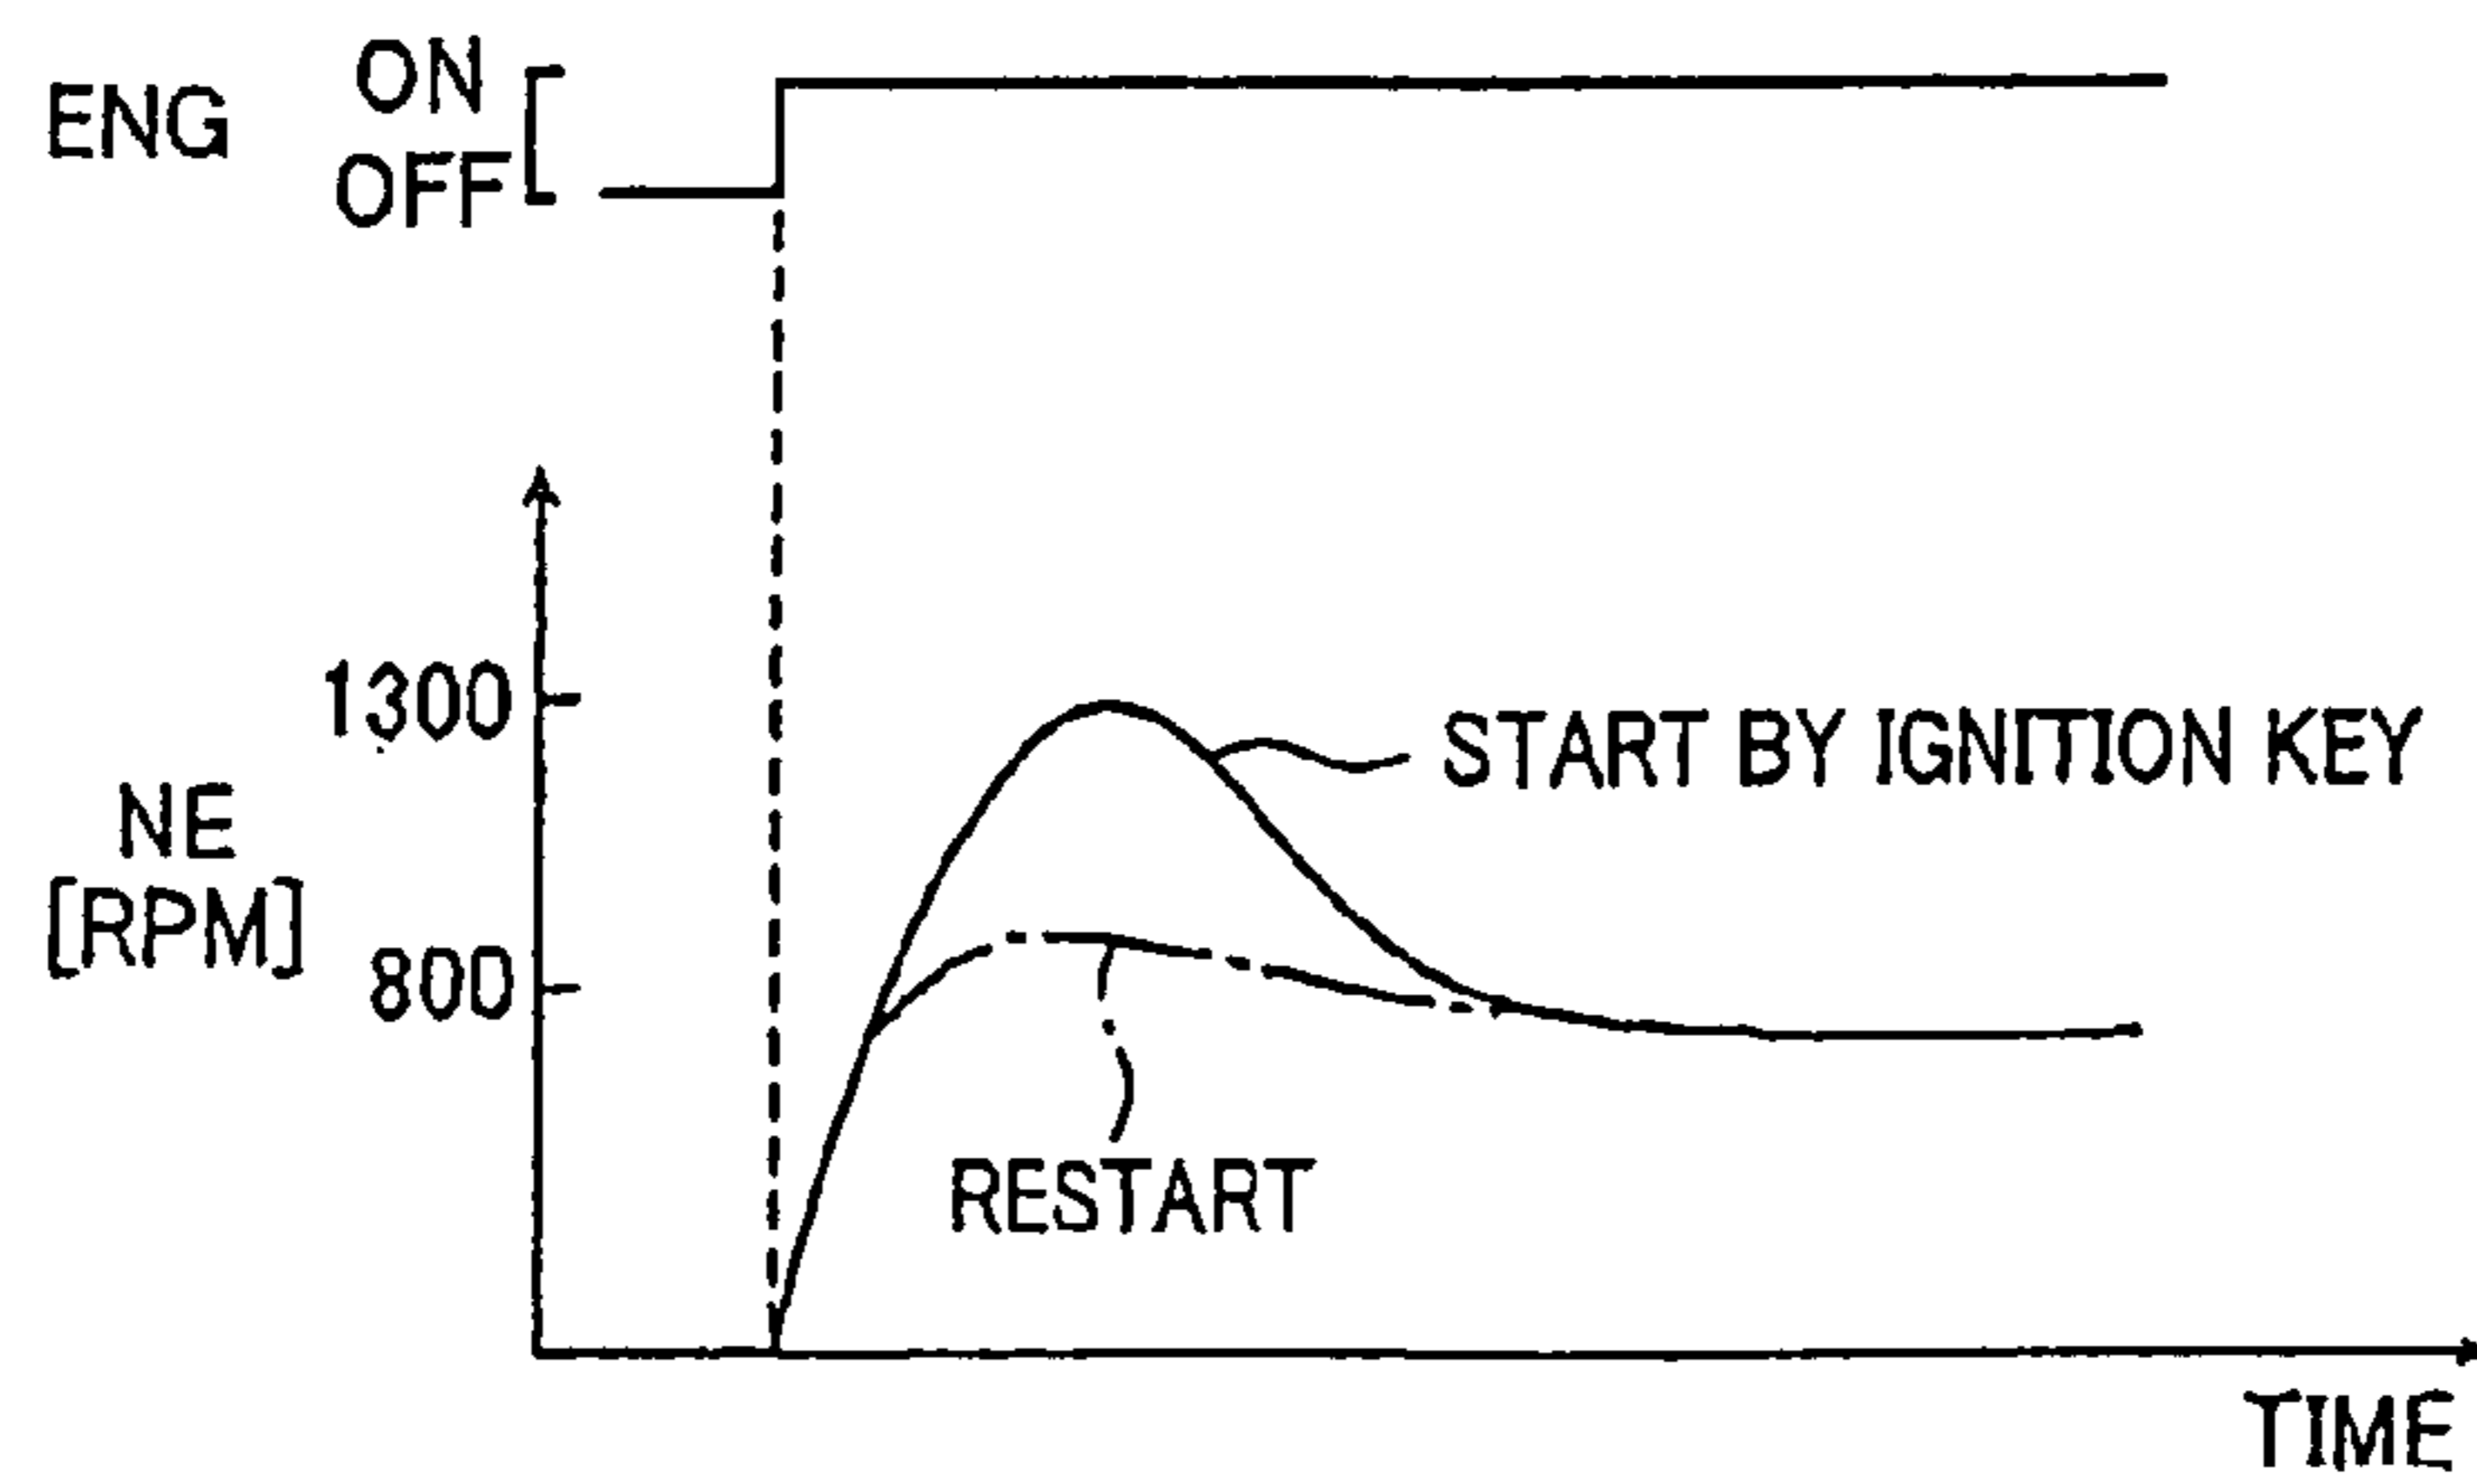 ENG
ON
OFF
NE
[RPM]
1300
800
START BY IGNITION KEY
RESTART
TIME